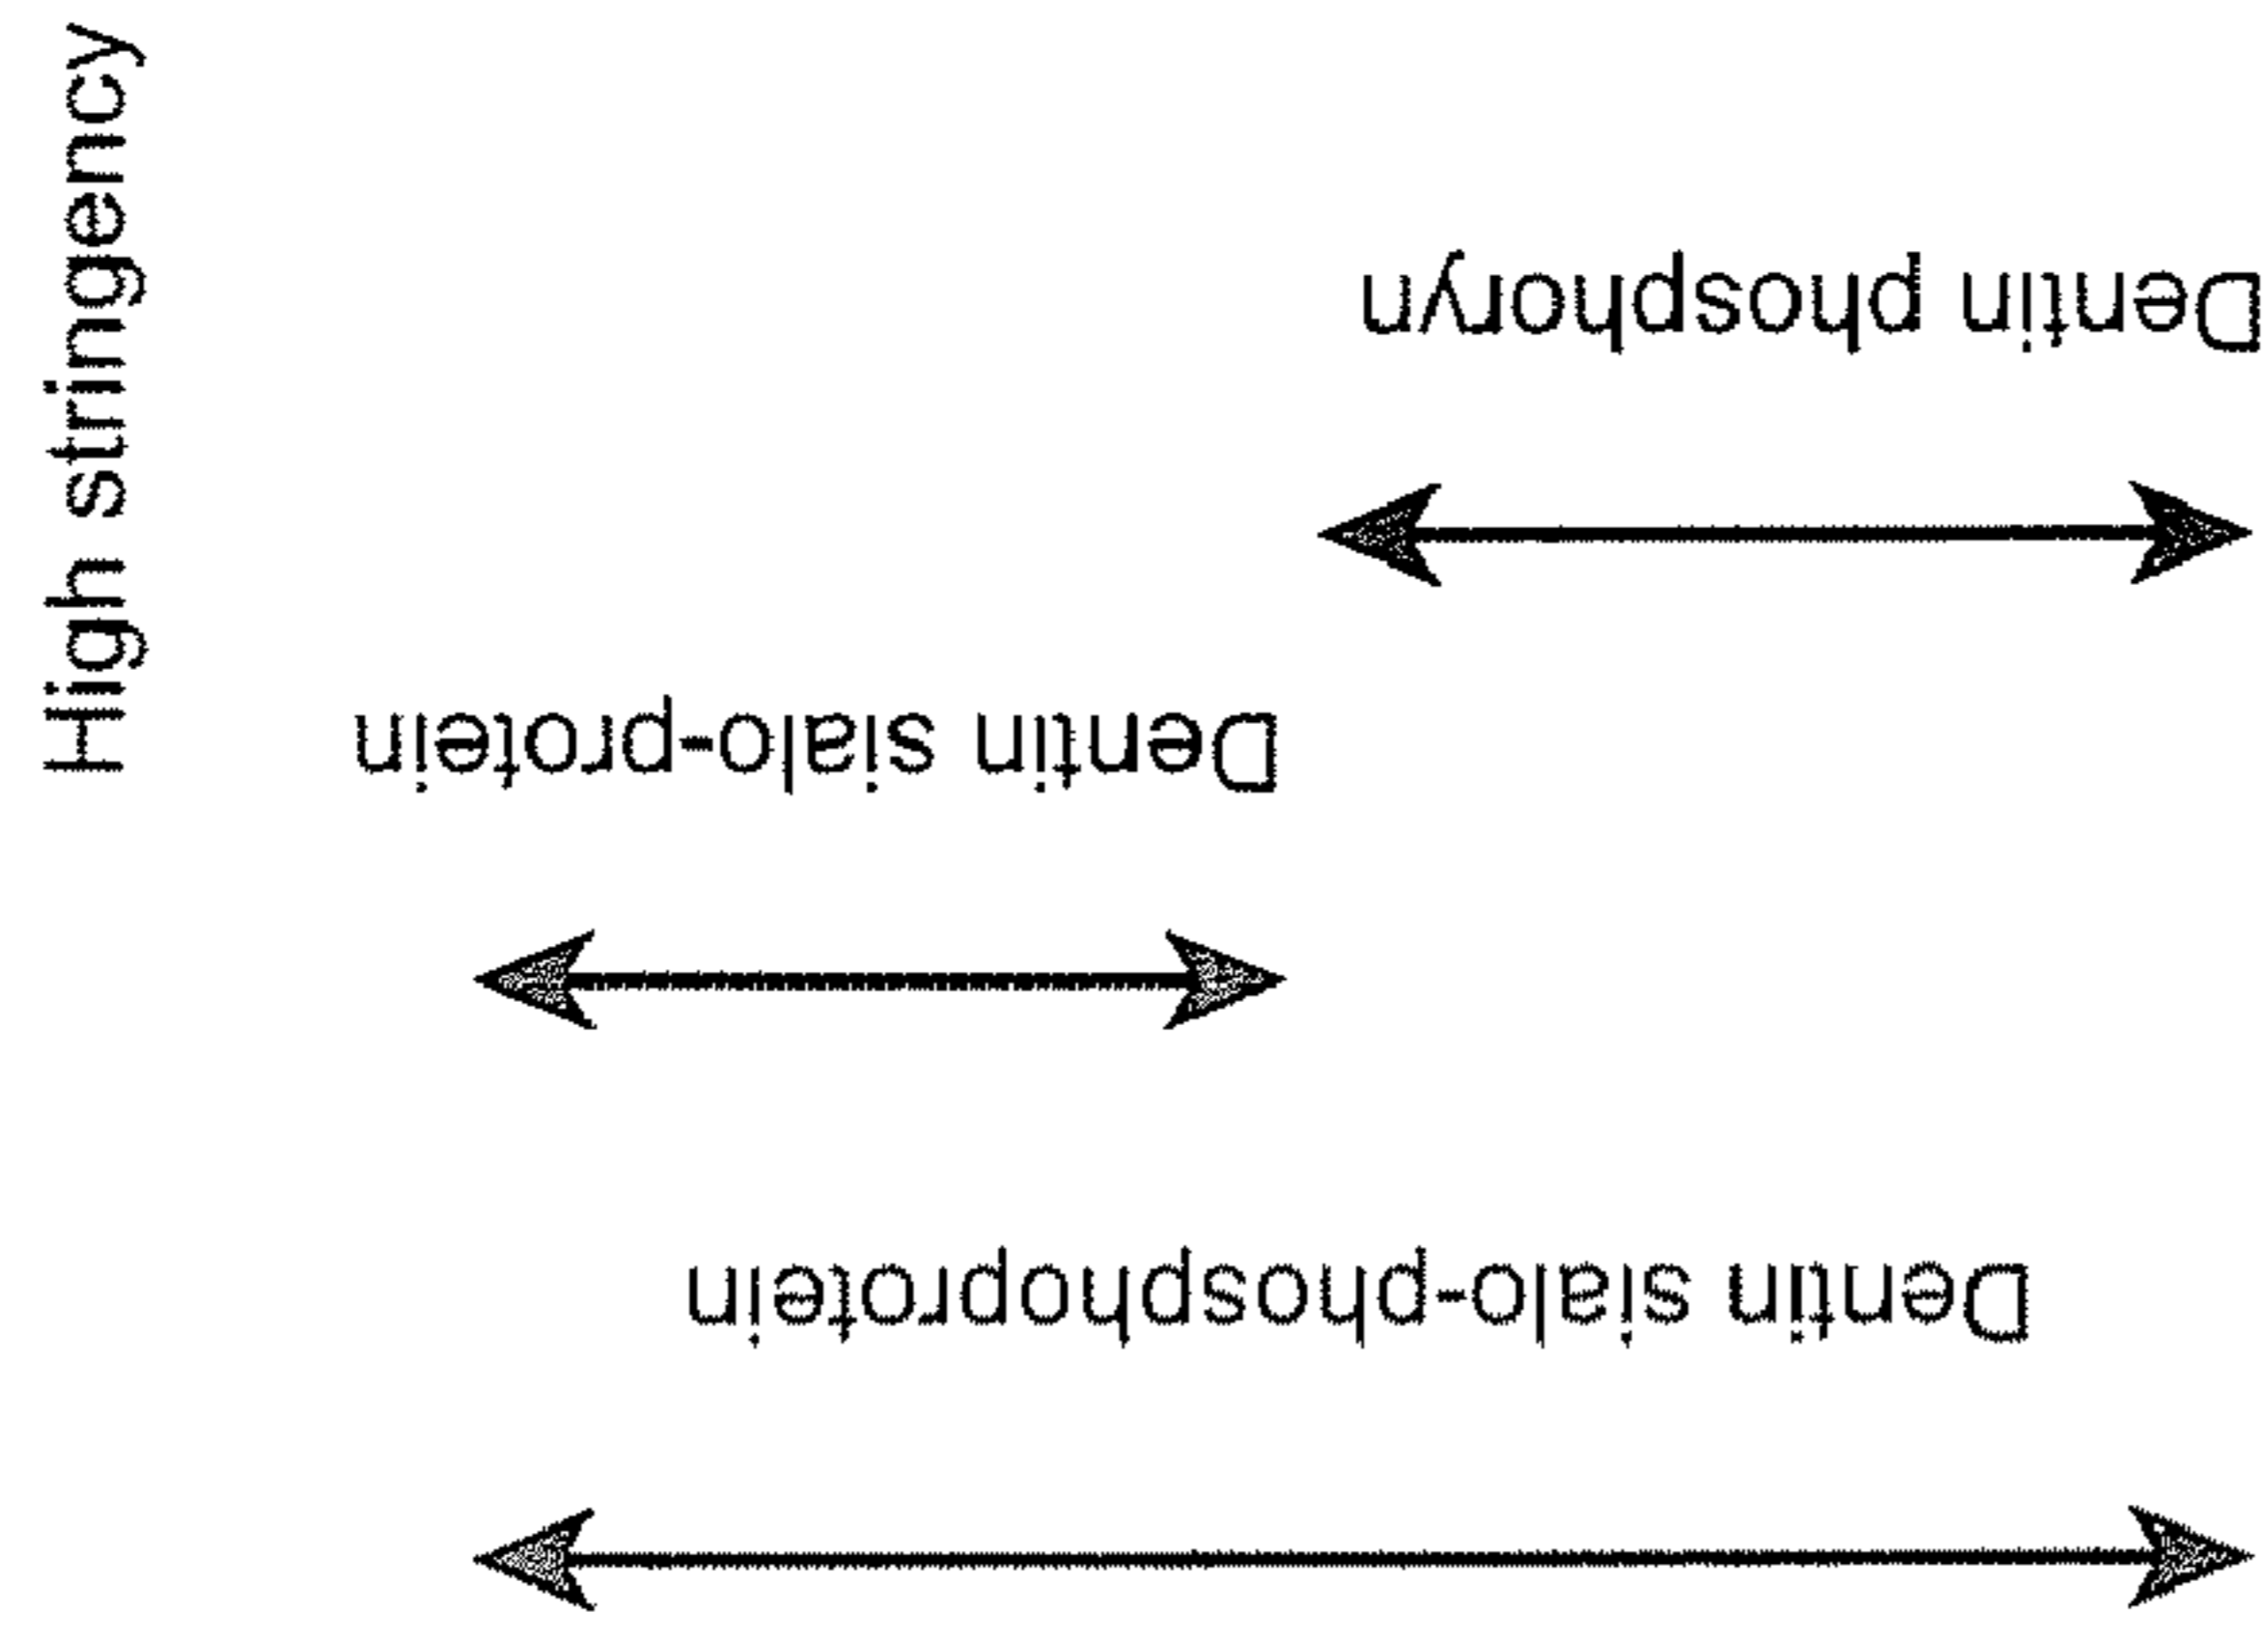 High stringency
Dentin phosphoryn
Dentin sialo-protein
Dentin sialo-phosphoprotein